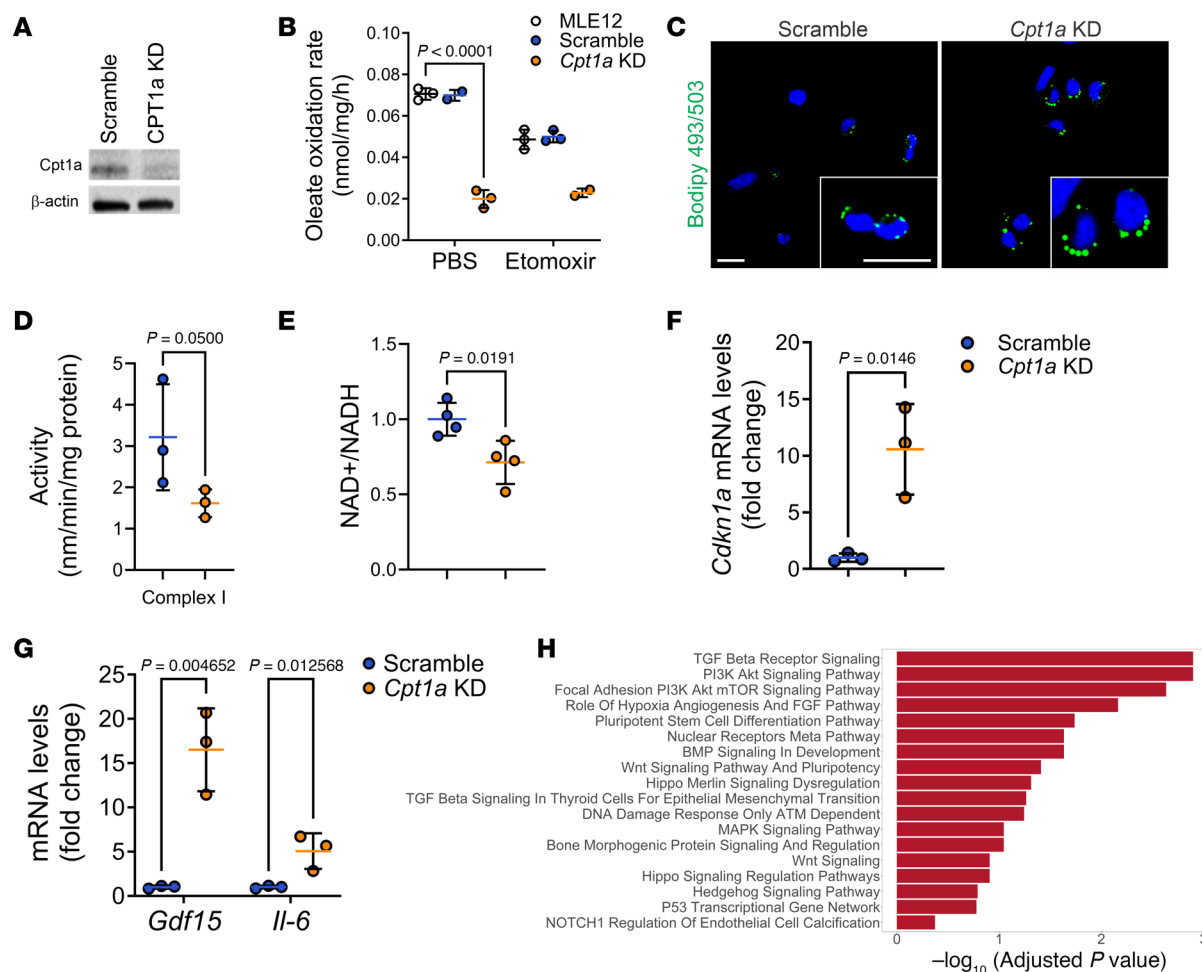 A
Scramble
CPT1a KD
Cpt1a
β-actin
B
MLE12
Scramble
Cpt1a KD
P < 0.0001
Oleate oxidation rate
(nmol/mg/h)
0.10
0.08
0.06
0.04
0.02
0.00
PBS
Etomoxir
C
Scramble
Cpt1a KD
Bodipy 493/503
D
P = 0.0500
Activity
(nm/min/mg protein)
5
4
3
2
1
0
Complex I
E
P = 0.0191
NAD+/NADH
1.5
1.0
0.5
0.0
F
Scramble
Cpt1a KD
P = 0.0146
Cdkn1a mRNA levels
(fold change)
20
15
10
5
0
G
P = 0.004652
P = 0.012568
Scramble
Cpt1a KD
mRNA levels
(fold change)
25
20
15
10
5
0
Gdf15
Il-6
H
TGF Beta Receptor Signaling
PI3K Akt Signaling Pathway
Focal Adhesion PI3K Akt mTOR Signaling Pathway
Role Of Hypoxia Angiogenesis And FGF Pathway
Pluripotent Stem Cell Differentiation Pathway
Nuclear Receptors Meta Pathway
BMP Signaling In Development
Wnt Signaling Pathway And Pluripotency
Hippo Merlin Signaling Dysregulation
TGF Beta Signaling In Thyroid Cells For Epithelial Mesenchymal Transition
DNA Damage Response Only ATM Dependent
MAPK Signaling Pathway
Bone Morphogenic Protein Signaling And Regulation
Wnt Signaling
Hippo Signaling Regulation Pathways
Hedgehog Signaling Pathway
P53 Transcriptional Gene Network
NOTCH1 Regulation Of Endothelial Cell Calcification
0
1
2
3
–log10 (Adjusted P value)